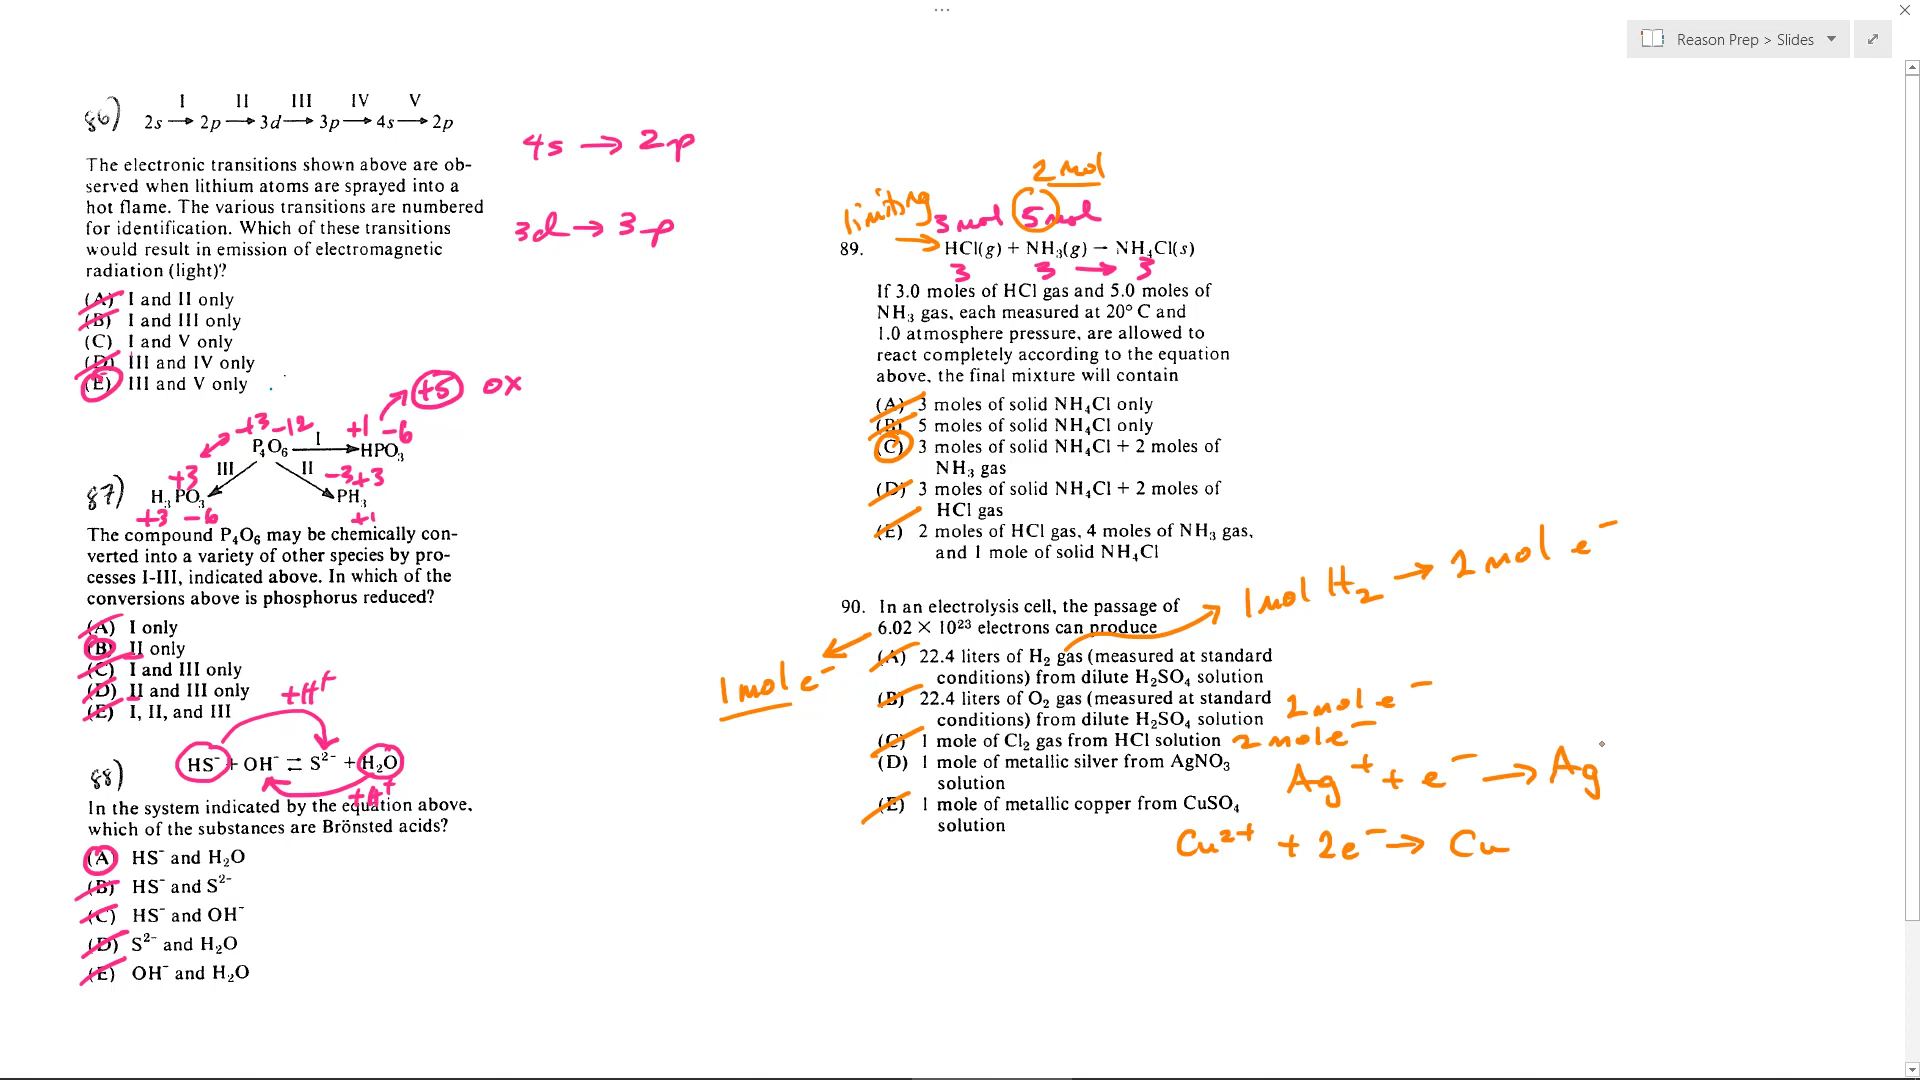 ...
Reason Prep > Slides
86)
I II III IV V
2s → 2p → 3d → 3p → 4s → 2p
4s → 2p
3d → 3p
The electronic transitions shown above are ob-
served when lithium atoms are sprayed into a
hot flame. The various transitions are numbered
for identification. Which of these transitions
would result in emission of electromagnetic
radiation (light)?
(A) I and II only
(B) I and III only
(C) I and V only
(D) III and IV only
(E) III and V only
+5 ox
+3 -12 +1 -6
87)
P₄O₆ I → HPO₃
III II
+3 -3 +3
H₃PO₃ PH₃
+3 -6 +1
The compound P₄O₆ may be chemically con-
verted into a variety of other species by pro-
cesses I-III, indicated above. In which of the
conversions above is phosphorus reduced?
(A) I only
(B) II only
(C) I and III only
(D) II and III only
(E) I, II, and III
+H⁺
88)
HS⁻ + OH⁻ ⇌ S²⁻ + H₂O
+H⁺
In the system indicated by the equation above,
which of the substances are Brönsted acids?
(A) HS⁻ and H₂O
(B) HS⁻ and S²⁻
(C) HS⁻ and OH⁻
(D) S²⁻ and H₂O
(E) OH⁻ and H₂O
2 mol
limiting 3 mol 5 mol
89. HCl(g) + NH₃(g) → NH₄Cl(s)
3 3 → 3
If 3.0 moles of HCl gas and 5.0 moles of
NH₃ gas, each measured at 20° C and
1.0 atmosphere pressure, are allowed to
react completely according to the equation
above, the final mixture will contain
(A) 3 moles of solid NH₄Cl only
(B) 5 moles of solid NH₄Cl only
(C) 3 moles of solid NH₄Cl + 2 moles of
NH₃ gas
(D) 3 moles of solid NH₄Cl + 2 moles of
HCl gas
(E) 2 moles of HCl gas, 4 moles of NH₃ gas,
and 1 mole of solid NH₄Cl
90. In an electrolysis cell, the passage of
6.02 × 10²³ electrons can produce
1 mol H₂ → 2 mol e⁻
1 mol e⁻
(A) 22.4 liters of H₂ gas (measured at standard
conditions) from dilute H₂SO₄ solution
(B) 22.4 liters of O₂ gas (measured at standard
conditions) from dilute H₂SO₄ solution
2 mol e⁻
(C) 1 mole of Cl₂ gas from HCl solution 2 mol e⁻
(D) 1 mole of metallic silver from AgNO₃
solution
Ag⁺ + e⁻ → Ag
(E) 1 mole of metallic copper from CuSO₄
solution
Cu²⁺ + 2e⁻ → Cu